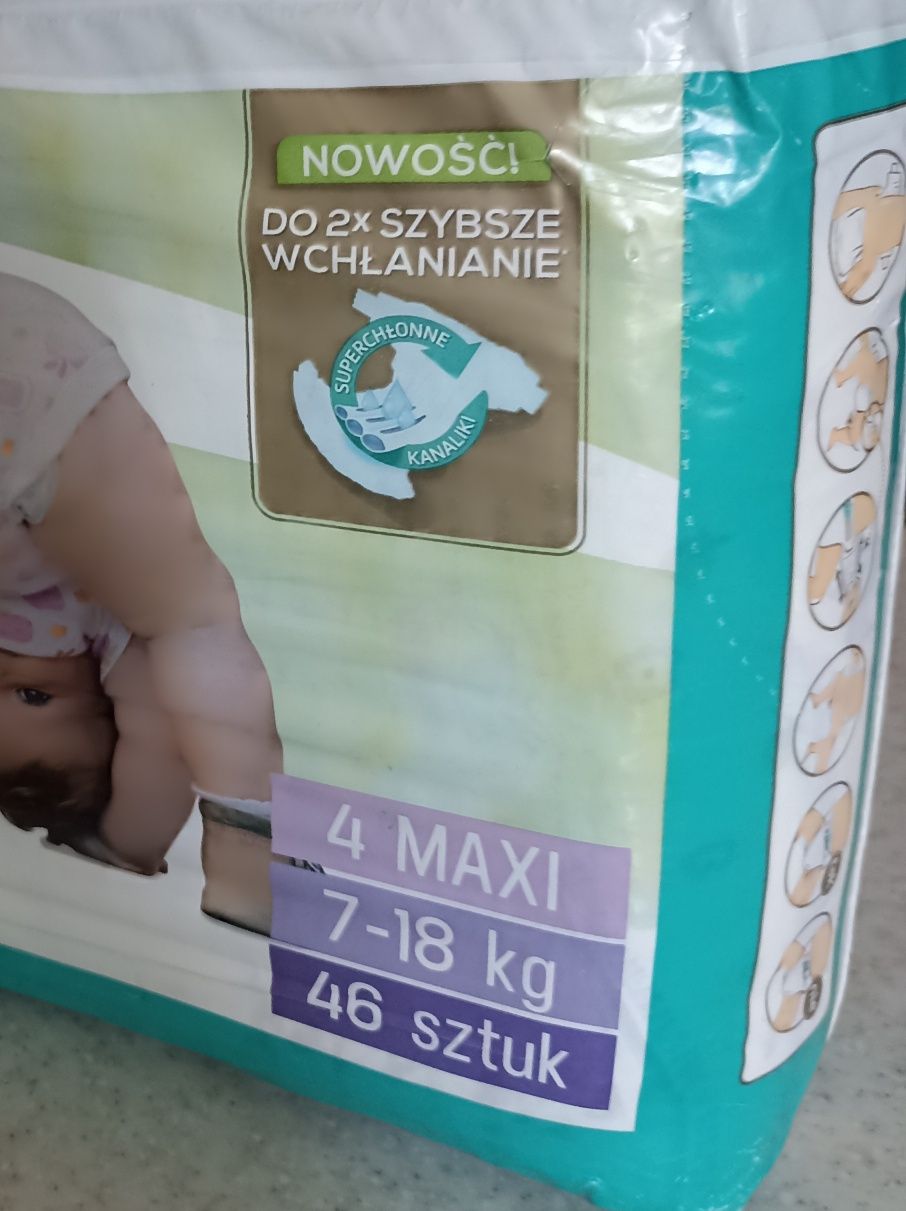 NOWOŚĆ!
DO 2x SZYBSZE
WCHŁANIANIE*
SUPERCHŁONNE
KANALIKI
4 MAXI
7-18 kg
46 sztuk